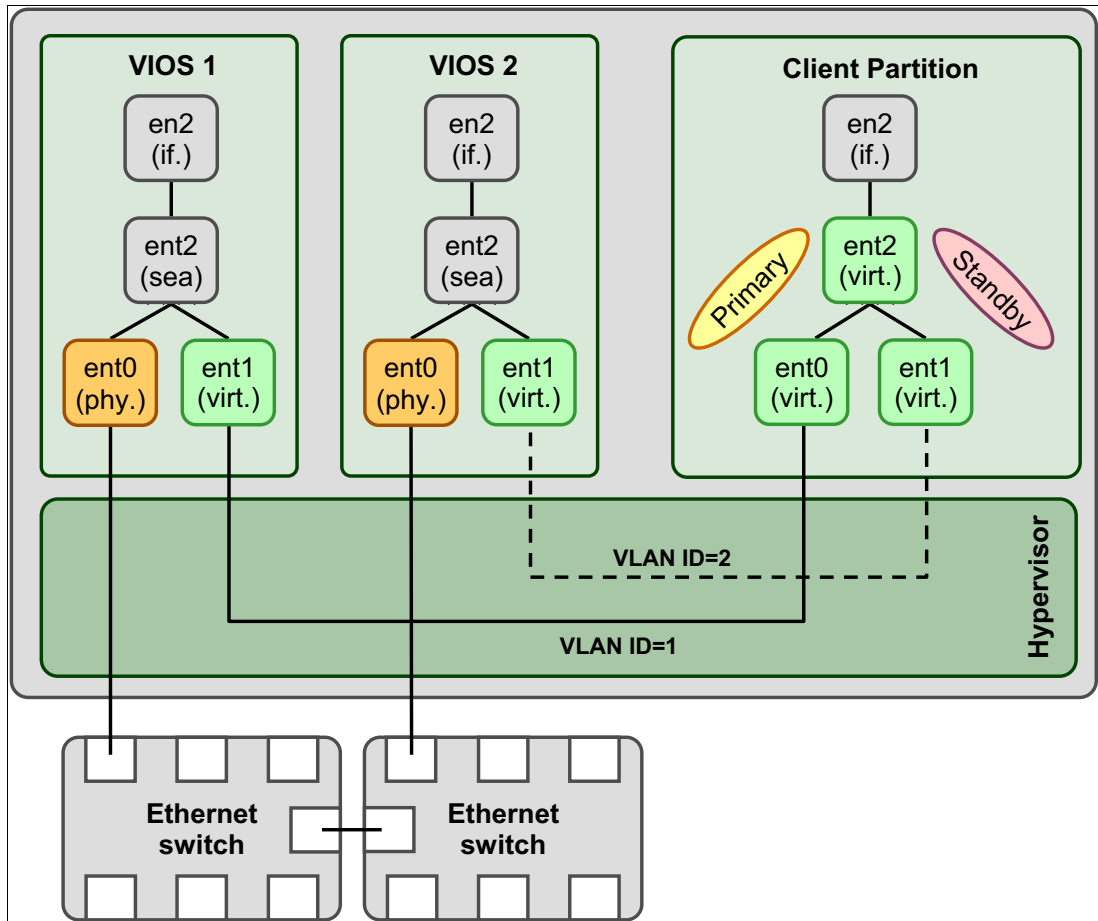 VIOS 1
en2
(if.)
ent2
(sea)
ent0
(phy.)
ent1
(virt.)
VIOS 2
en2
(if.)
ent2
(sea)
ent0
(phy.)
ent1
(virt.)
Client Partition
en2
(if.)
Primary
ent2
(virt.)
Standby
ent0
(virt.)
ent1
(virt.)
VLAN ID=2
VLAN ID=1
Hypervisor
Ethernet
switch
Ethernet
switch